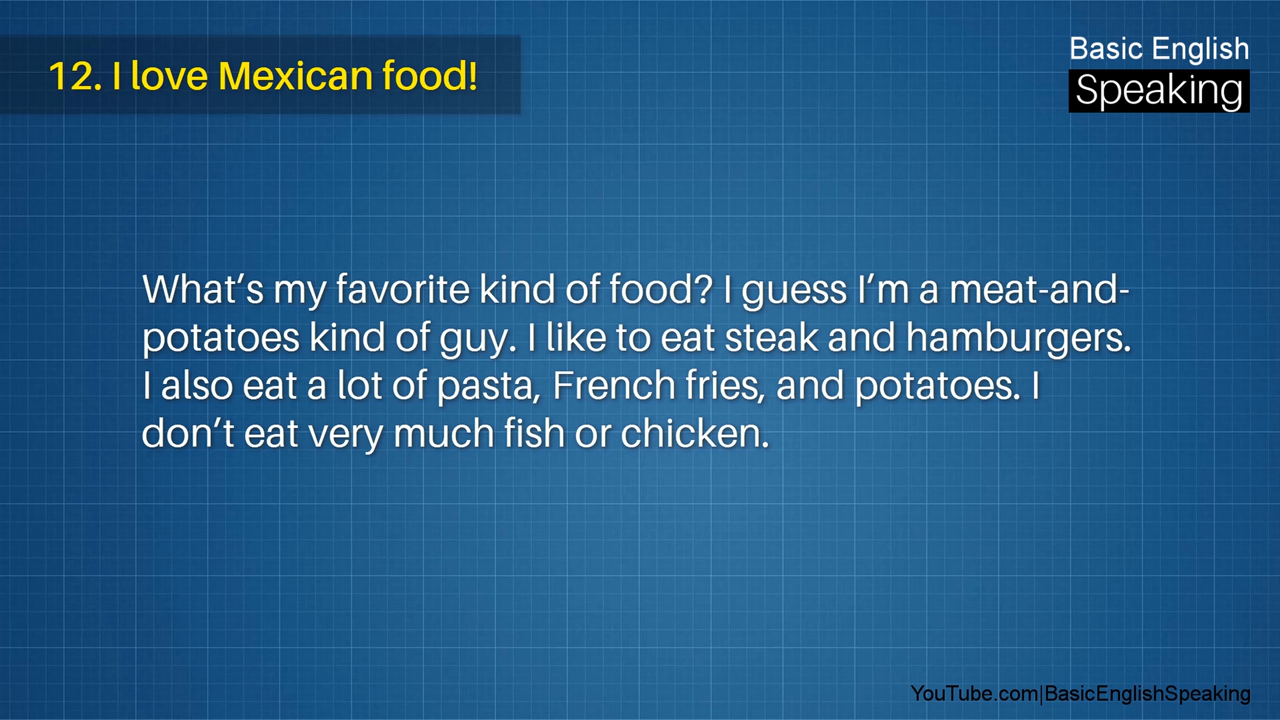 12. I love Mexican food!
Basic English
Speaking
What’s my favorite kind of food? I guess I’m a meat-and-
potatoes kind of guy. I like to eat steak and hamburgers.
I also eat a lot of pasta, French fries, and potatoes. I
don’t eat very much fish or chicken.
YouTube.com|BasicEnglishSpeaking